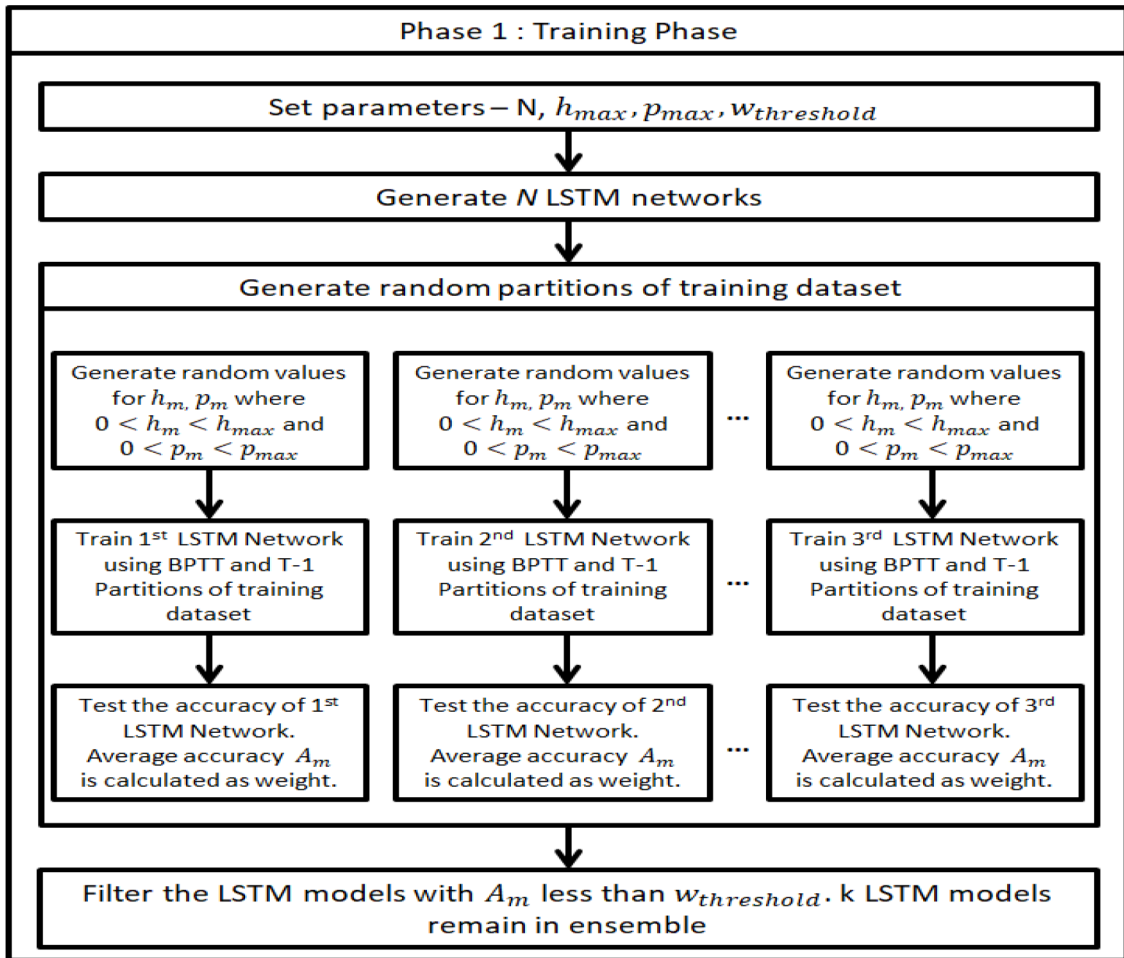 Phase 1 : Training Phase
Set parameters – N, h_max, p_max, w_threshold
Generate N LSTM networks
Generate random partitions of training dataset
Generate random values
for h_m, p_m where
0 < h_m < h_max and
0 < p_m < p_max
Generate random values
for h_m, p_m where
0 < h_m < h_max and
0 < p_m < p_max
...
Generate random values
for h_m, p_m where
0 < h_m < h_max and
0 < p_m < p_max
Train 1st LSTM Network
using BPTT and T-1
Partitions of training
dataset
Train 2nd LSTM Network
using BPTT and T-1
Partitions of training
dataset
...
Train 3rd LSTM Network
using BPTT and T-1
Partitions of training
dataset
Test the accuracy of 1st
LSTM Network.
Average accuracy A_m
is calculated as weight.
Test the accuracy of 2nd
LSTM Network.
Average accuracy A_m
is calculated as weight.
...
Test the accuracy of 3rd
LSTM Network.
Average accuracy A_m
is calculated as weight.
Filter the LSTM models with A_m less than w_threshold. k LSTM models
remain in ensemble